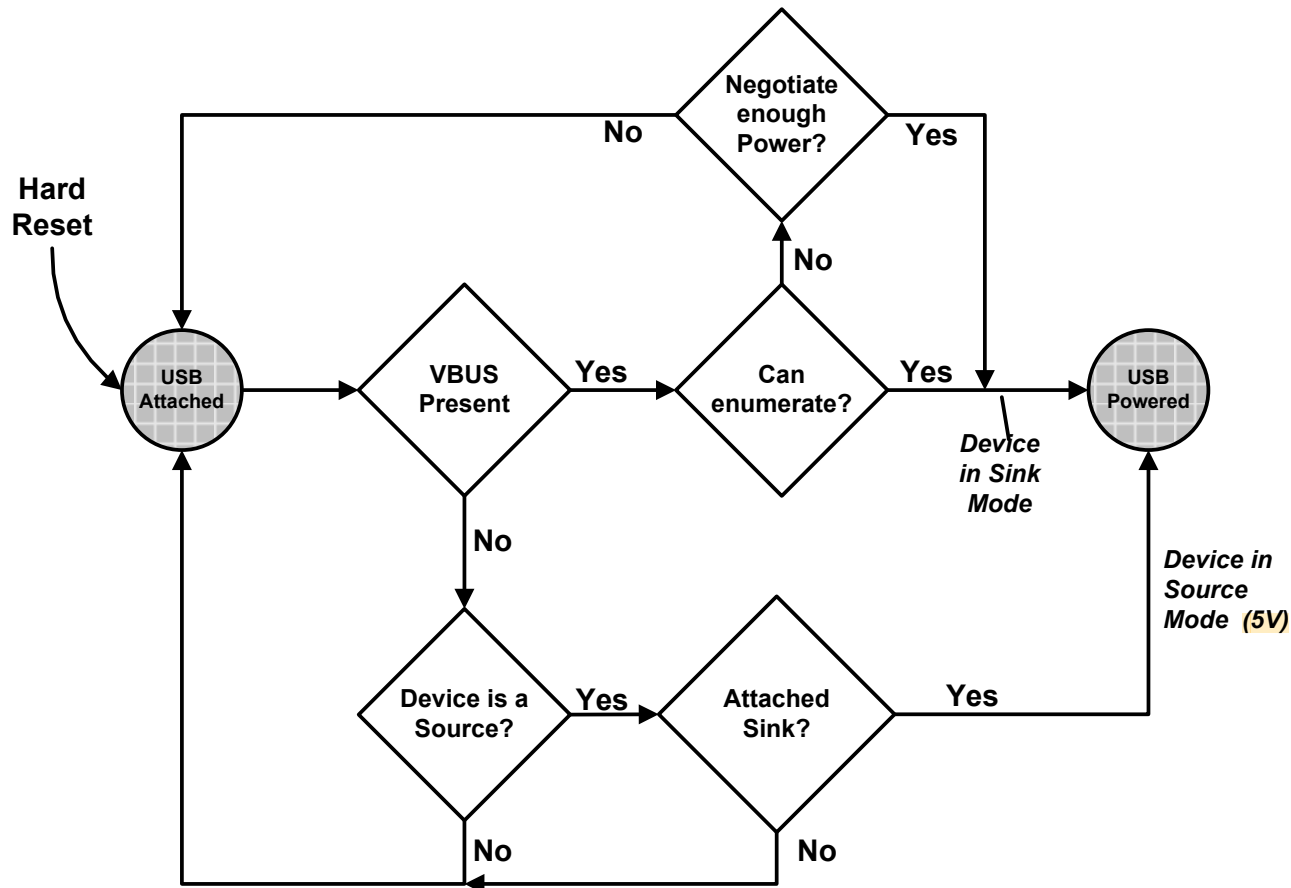 Negotiate
enough
Power?
No
Yes
Hard
Reset
No
USB
Attached
VBUS
Present
Yes
Can
enumerate?
Yes
USB
Powered
Device
in Sink
Mode
No
Device in
Source
Mode (5V)
Device is a
Source?
Yes
Attached
Sink?
Yes
No
No